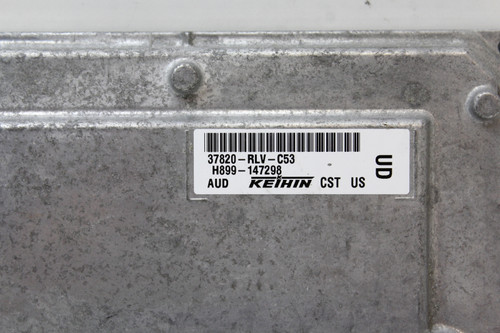 37820-RLV-C53
H899-147298
AUD KEIHIN CST US
UD